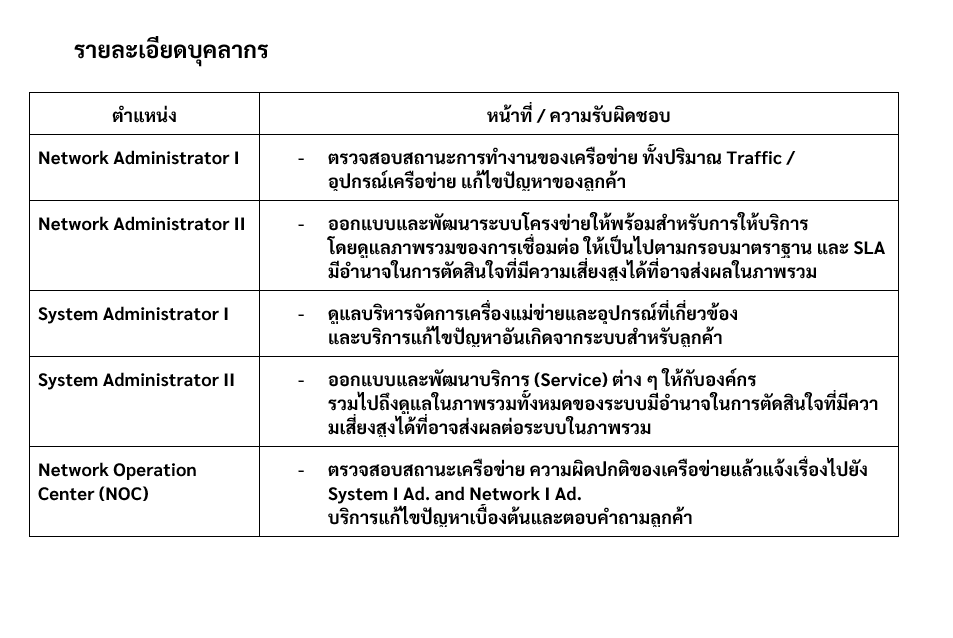 รายละเอียดบุคลากร
ตำแหน่ง
หน้าที่ / ความรับผิดชอบ
Network Administrator I
- ตรวจสอบสถานะการทำงานของเครือข่าย ทั้งปริมาณ Traffic /
อุปกรณ์เครือข่าย แก้ไขปัญหาของลูกค้า
Network Administrator II
- ออกแบบและพัฒนาระบบโครงข่ายให้พร้อมสำหรับการให้บริการ
โดยดูแลภาพรวมของการเชื่อมต่อ ให้เป็นไปตามกรอบมาตราฐาน และ SLA
มีอำนาจในการตัดสินใจที่มีความเสี่ยงสูงได้ที่อาจส่งผลในภาพรวม
System Administrator I
- ดูแลบริหารจัดการเครื่องแม่ข่ายและอุปกรณ์ที่เกี่ยวข้อง
และบริการแก้ไขปัญหาอันเกิดจากระบบสำหรับลูกค้า
System Administrator II
- ออกแบบและพัฒนาบริการ (Service) ต่าง ๆ ให้กับองค์กร
รวมไปถึงดูแลในภาพรวมทั้งหมดของระบบมีอำนาจในการตัดสินใจที่มีควา
มเสี่ยงสูงได้ที่อาจส่งผลต่อระบบในภาพรวม
Network Operation
Center (NOC)
- ตรวจสอบสถานะเครือข่าย ความผิดปกติของเครือข่ายแล้วแจ้งเรื่องไปยัง
System I Ad. and Network I Ad.
บริการแก้ไขปัญหาเบื้องต้นและตอบคำถามลูกค้า